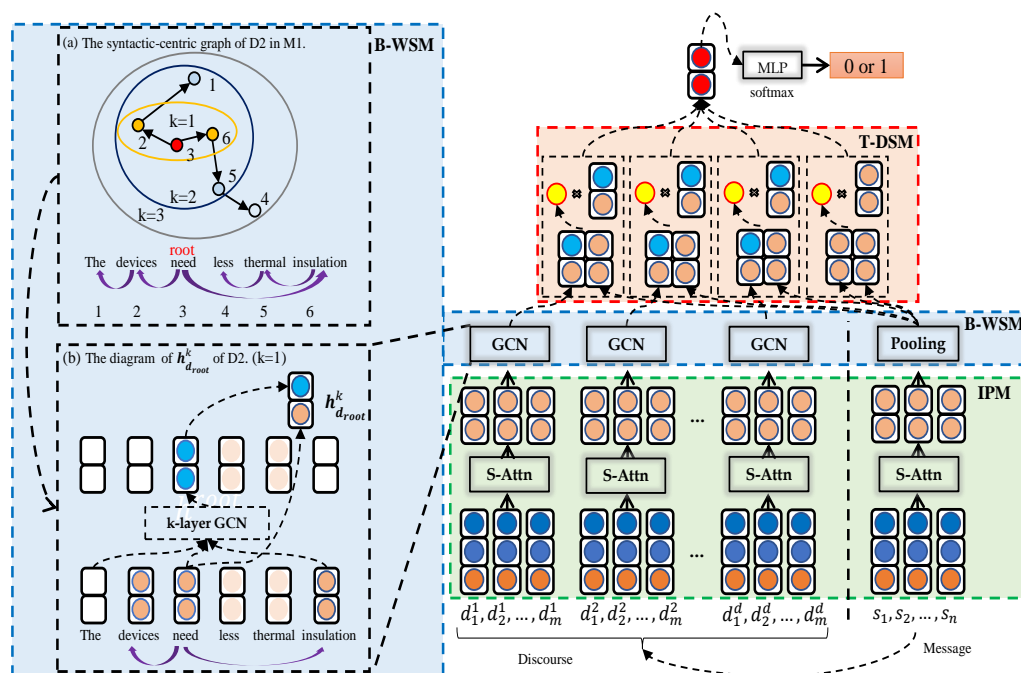 (a) The syntactic-centric graph of D2 in M1.
B-WSM
1
k=1
2
6
3
5
k=2
4
k=3
root
The devices need less thermal insulation
1 2 3 4 5 6
(b) The diagram of h^k_{d_root} of D2. (k=1)
h^k_{d_root}
root
k-layer GCN
The devices need less thermal insulation
MLP
0 or 1
softmax
T-DSM
B-WSM
GCN GCN GCN Pooling
IPM
...
S-Attn S-Attn S-Attn S-Attn
...
d^1_1, d^1_2, ..., d^1_m d^2_1, d^2_2, ..., d^2_m d^d_1, d^d_2, ..., d^d_m s_1, s_2, ..., s_n
Discourse
Message